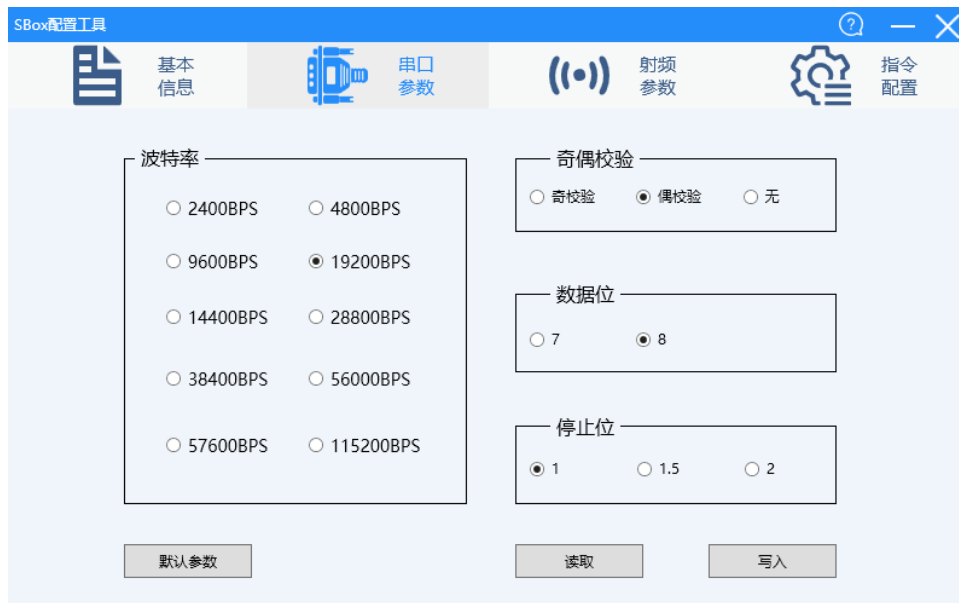 SBox配置工具
基本
信息
串口
参数
射频
参数
指令
配置
波特率
2400BPS 4800BPS
9600BPS 19200BPS
14400BPS 28800BPS
38400BPS 56000BPS
57600BPS 115200BPS
奇偶校验
奇校验 偶校验 无
数据位
7 8
停止位
1 1.5 2
默认参数 读取 写入